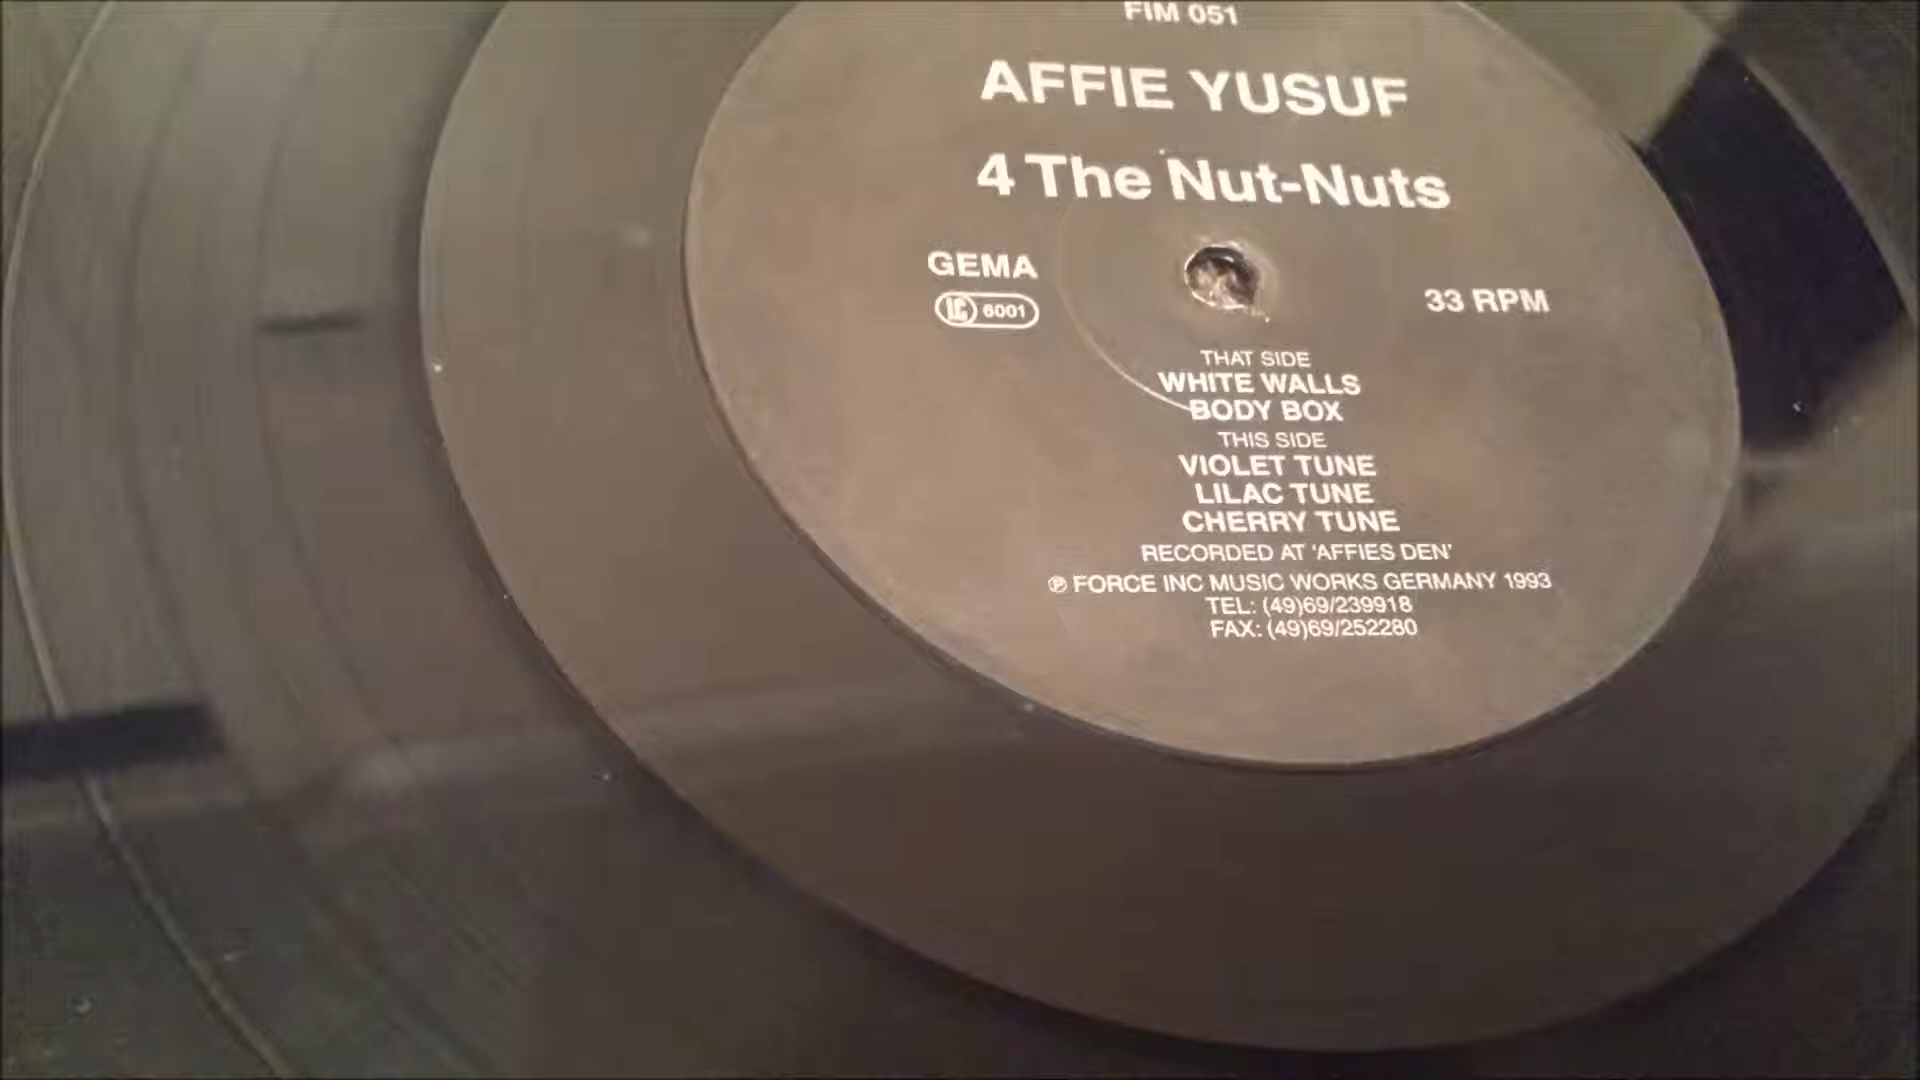 FIM 051
AFFIE YUSUF
4 The Nut-Nuts
GEMA
LC 6001
33 RPM
THAT SIDE
WHITE WALLS
BODY BOX
THIS SIDE
VIOLET TUNE
LILAC TUNE
CHERRY TUNE
RECORDED AT 'AFFIES DEN'
℗ FORCE INC MUSIC WORKS GERMANY 1993
TEL: (49)69/239918
FAX: (49)69/252280